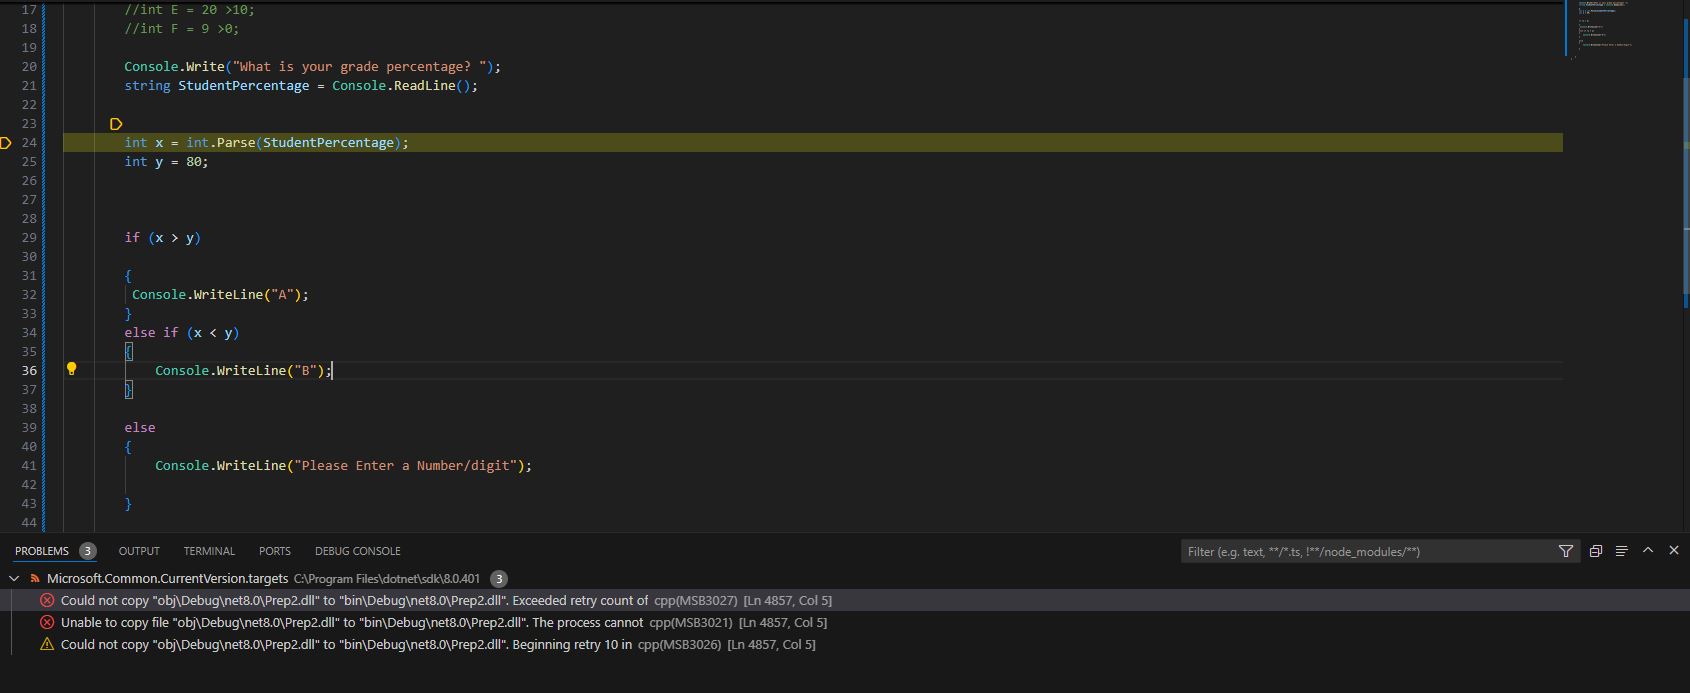 17 //int E = 20 >10;
18 //int F = 9 >0;
19
20 Console.Write("What is your grade percentage? ");
21 string StudentPercentage = Console.ReadLine();
22
23
24 int x = int.Parse(StudentPercentage);
25 int y = 80;
26
27
28
29 if (x > y)
30
31 {
32 Console.WriteLine("A");
33 }
34 else if (x < y)
35 {
36 Console.WriteLine("B");
37 }
38
39 else
40 {
41 Console.WriteLine("Please Enter a Number/digit");
42
43 }
44
PROBLEMS 3 OUTPUT TERMINAL PORTS DEBUG CONSOLE Filter (e.g. text, **/*.ts, !**/node_modules/**)
Microsoft.Common.CurrentVersion.targets C:\Program Files\dotnet\sdk\8.0.401 3
Could not copy "obj\Debug\net8.0\Prep2.dll" to "bin\Debug\net8.0\Prep2.dll". Exceeded retry count of cpp(MSB3027) [Ln 4857, Col 5]
Unable to copy file "obj\Debug\net8.0\Prep2.dll" to "bin\Debug\net8.0\Prep2.dll". The process cannot cpp(MSB3021) [Ln 4857, Col 5]
Could not copy "obj\Debug\net8.0\Prep2.dll" to "bin\Debug\net8.0\Prep2.dll". Beginning retry 10 in cpp(MSB3026) [Ln 4857, Col 5]